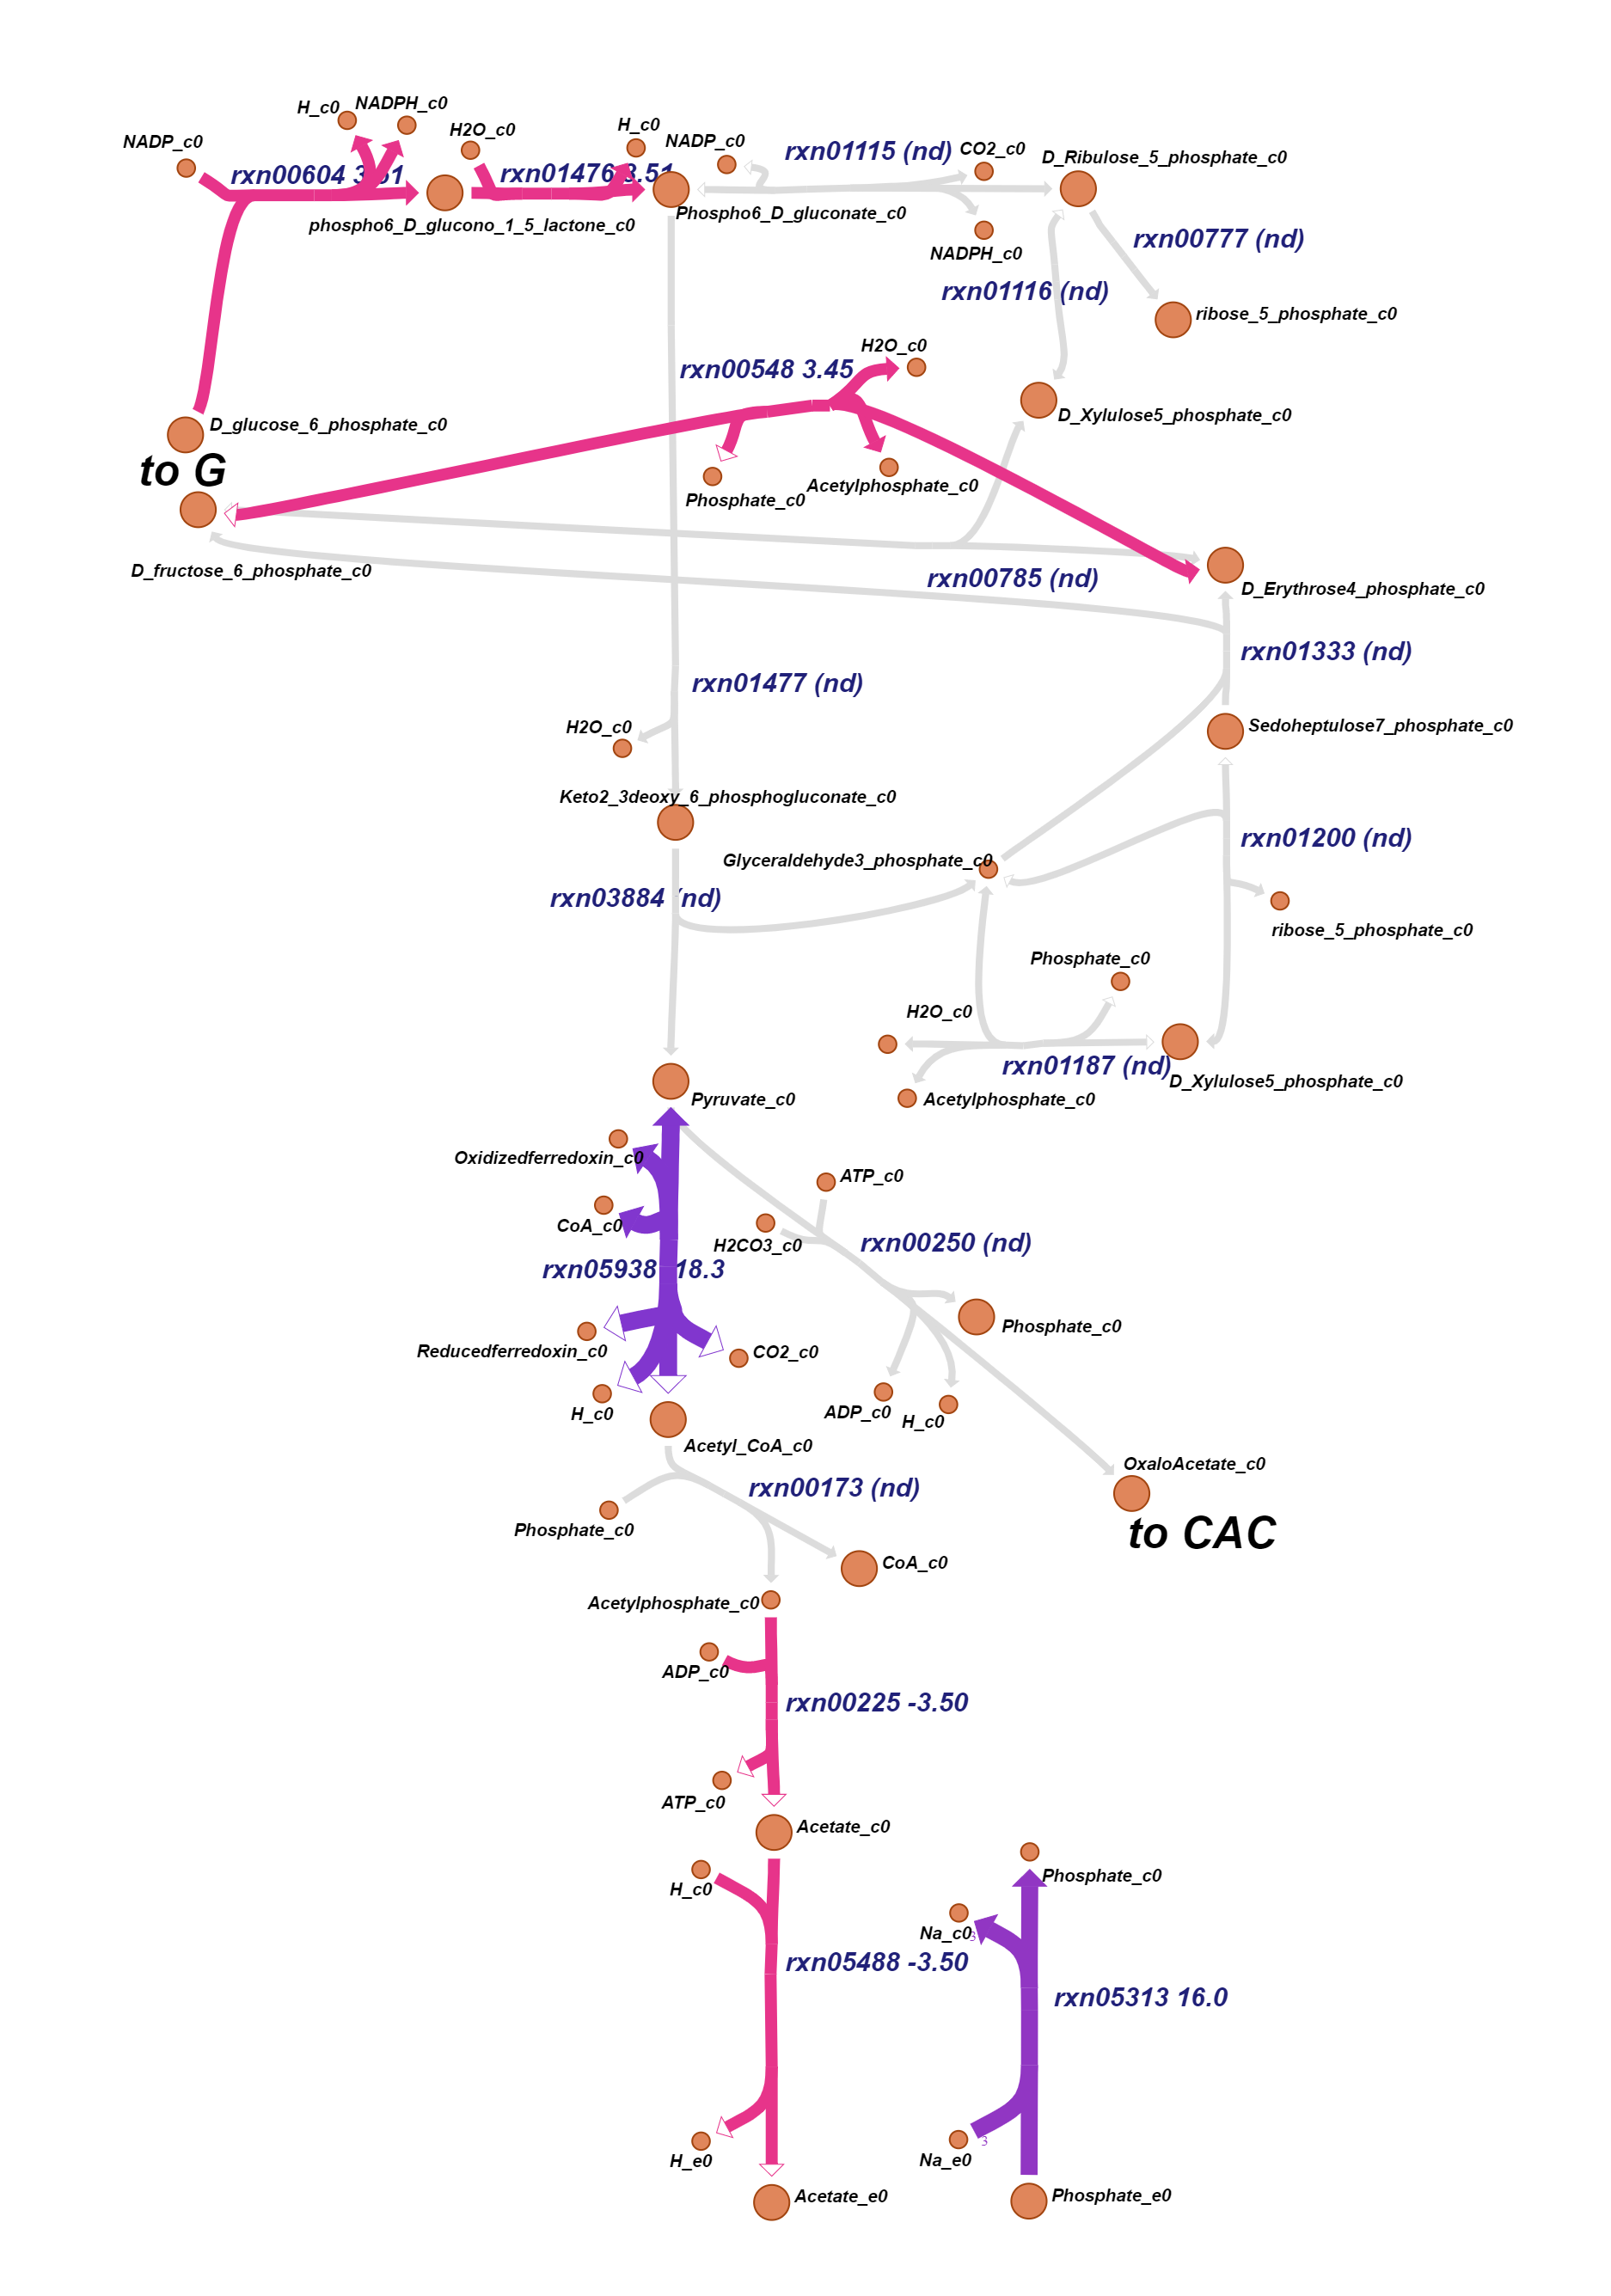 H_c0
NADPH_c0
NADP_c0
H2O_c0
H_c0
NADP_c0
rxn01115 (nd)
CO2_c0
D_Ribulose_5_phosphate_c0
rxn00604 3.51
rxn01476 3.51
phospho6_D_glucono_1_5_lactone_c0
Phospho6_D_gluconate_c0
NADPH_c0
rxn00777 (nd)
rxn01116 (nd)
ribose_5_phosphate_c0
H2O_c0
rxn00548 3.45
D_Xylulose5_phosphate_c0
D_glucose_6_phosphate_c0
to G
Phosphate_c0
Acetylphosphate_c0
D_fructose_6_phosphate_c0
rxn00785 (nd)
D_Erythrose4_phosphate_c0
rxn01333 (nd)
rxn01477 (nd)
H2O_c0
Sedoheptulose7_phosphate_c0
Keto2_3deoxy_6_phosphogluconate_c0
rxn01200 (nd)
Glyceraldehyde3_phosphate_c0
rxn03884 (nd)
ribose_5_phosphate_c0
Phosphate_c0
H2O_c0
rxn01187 (nd)
D_Xylulose5_phosphate_c0
Pyruvate_c0
Acetylphosphate_c0
Oxidizedferredoxin_c0
ATP_c0
CoA_c0
H2CO3_c0
rxn00250 (nd)
Phosphate_c0
Reducedferredoxin_c0
CO2_c0
H_c0
ADP_c0
H_c0
Acetyl_CoA_c0
OxaloAcetate_c0
rxn00173 (nd)
Phosphate_c0
to CAC
CoA_c0
Acetylphosphate_c0
ADP_c0
rxn00225 -3.50
ATP_c0
Acetate_c0
Phosphate_c0
H_c0
Na_c0
3
rxn05488 -3.50
rxn05313 16.0
3
H_e0
Na_e0
Acetate_e0
Phosphate_e0